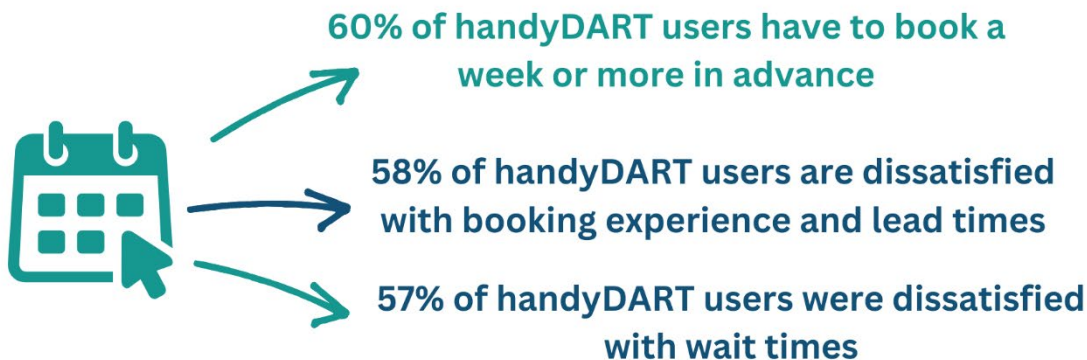 60% of handyDART users have to book a
week or more in advance
58% of handyDART users are dissatisfied
with booking experience and lead times
57% of handyDART users were dissatisfied
with wait times